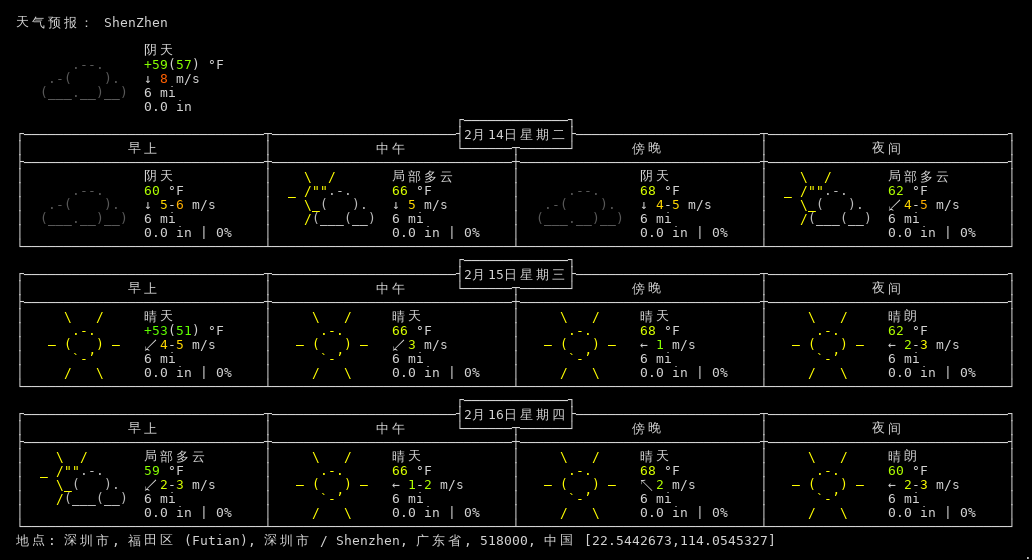 天气预报： ShenZhen
阴天
+59(57) °F
↓ 8 m/s
6 mi
0.0 in
2月14日星期二
早上 中午 傍晚 夜间
阴天 局部多云 阴天 局部多云
60 °F 66 °F 68 °F 62 °F
↓ 5-6 m/s ↓ 5 m/s ↓ 4-5 m/s ↙ 4-5 m/s
6 mi 6 mi 6 mi 6 mi
0.0 in | 0% 0.0 in | 0% 0.0 in | 0% 0.0 in | 0%
2月15日星期三
早上 中午 傍晚 夜间
晴天 晴天 晴天 晴朗
+53(51) °F 66 °F 68 °F 62 °F
↙ 4-5 m/s ↙ 3 m/s ← 1 m/s ← 2-3 m/s
6 mi 6 mi 6 mi 6 mi
0.0 in | 0% 0.0 in | 0% 0.0 in | 0% 0.0 in | 0%
2月16日星期四
早上 中午 傍晚 夜间
局部多云 晴天 晴天 晴朗
59 °F 66 °F 68 °F 60 °F
↙ 2-3 m/s ← 1-2 m/s ↖ 2 m/s ← 2-3 m/s
6 mi 6 mi 6 mi 6 mi
0.0 in | 0% 0.0 in | 0% 0.0 in | 0% 0.0 in | 0%
地点: 深圳市, 福田区 (Futian), 深圳市 / Shenzhen, 广东省, 518000, 中国 [22.5442673,114.0545327]